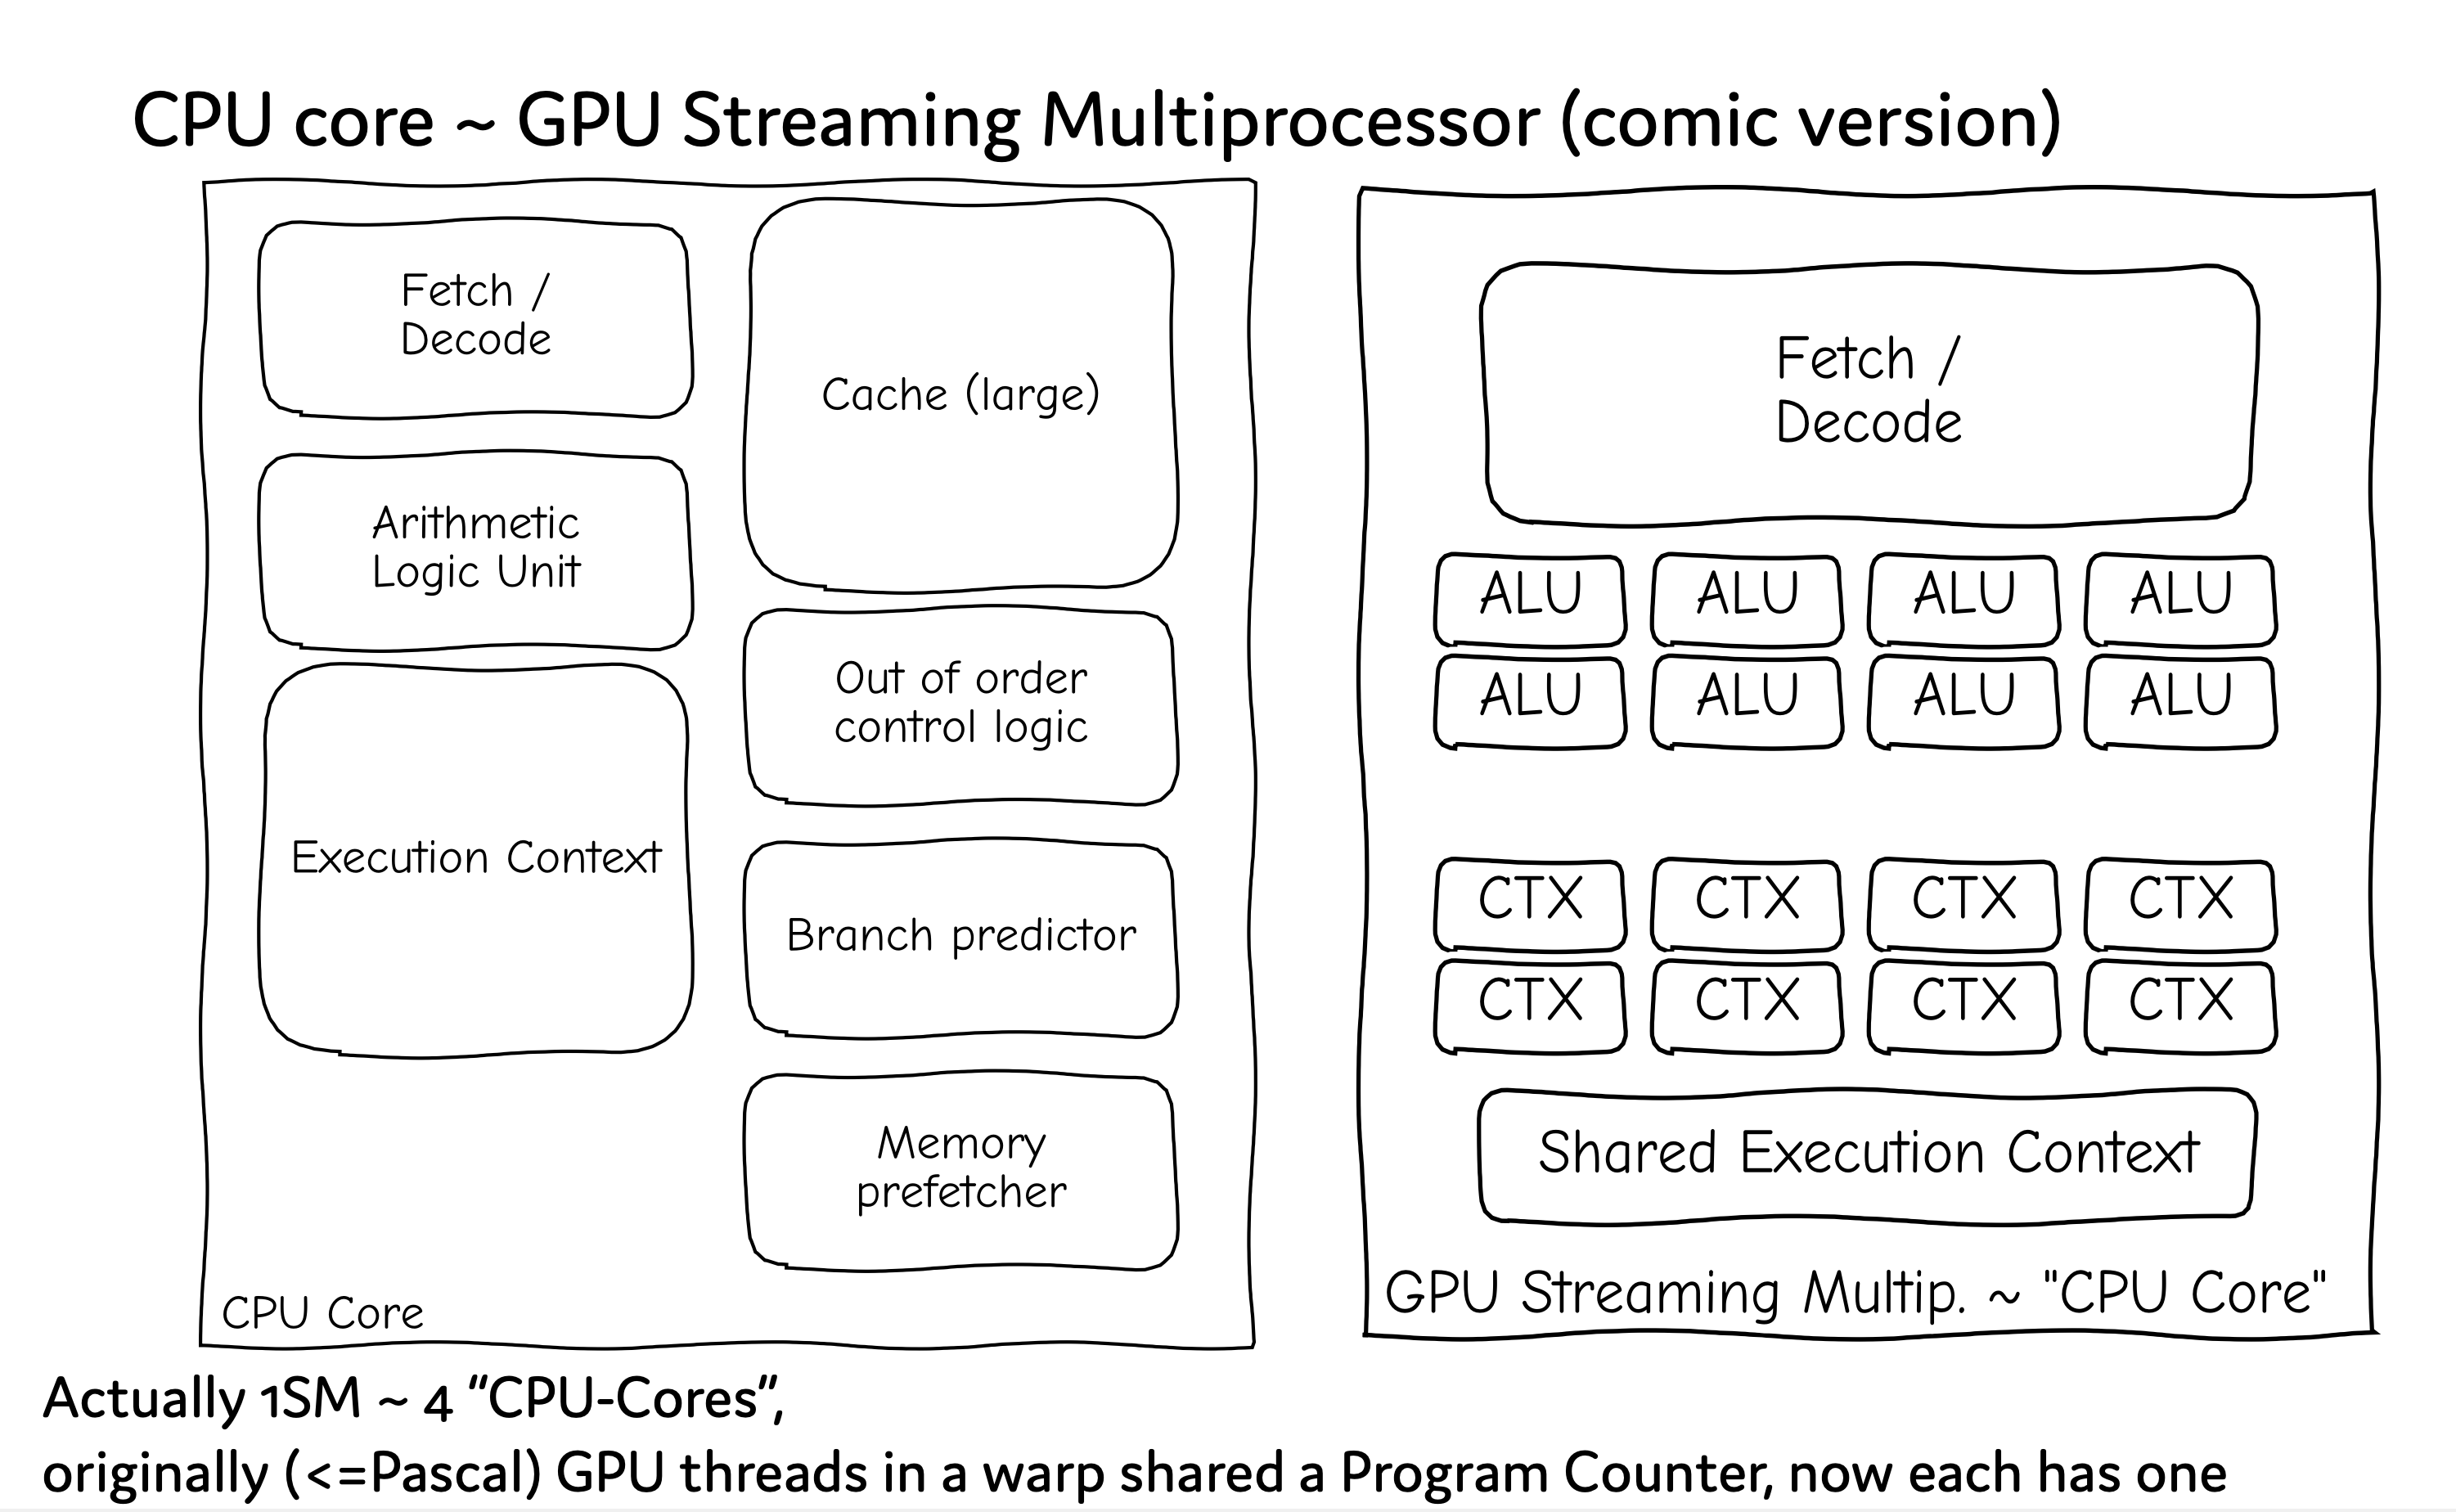 CPU core ~ GPU Streaming Multiprocessor (comic version)
Fetch /
Decode
Arithmetic
Logic Unit
Execution Context
Cache (large)
Out of order
control logic
Branch predictor
Memory
prefetcher
CPU Core
Fetch /
Decode
ALU ALU ALU ALU
ALU ALU ALU ALU
CTX CTX CTX CTX
CTX CTX CTX CTX
Shared Execution Context
GPU Streaming Multip. ~ "CPU Core"
Actually 1SM ~4 “CPU-Cores”,
originally (<=Pascal) GPU threads in a warp shared a Program Counter, now each has one